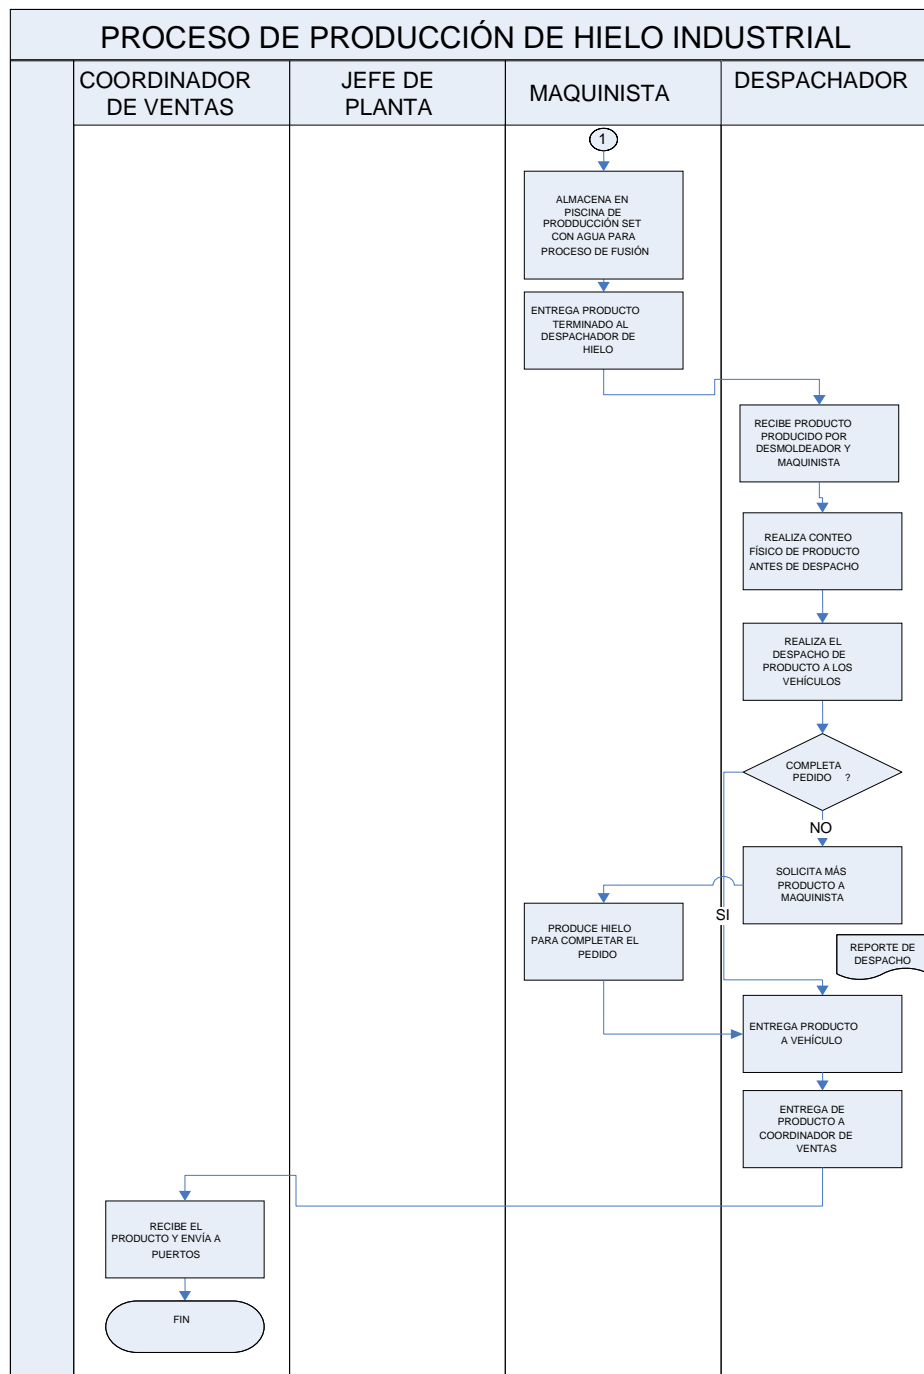 PROCESO DE PRODUCCIÓN DE HIELO INDUSTRIAL
COORDINADOR
DE VENTAS
JEFE DE
PLANTA
MAQUINISTA
DESPACHADOR
1
ALMACENA EN
PISCINA DE
PRODDUCCIÓN SET
CON AGUA PARA
PROCESO DE FUSIÓN
ENTREGA PRODUCTO
TERMINADO AL
DESPACHADOR DE
HIELO
RECIBE PRODUCTO
PRODUCIDO POR
DESMOLDEADOR Y
MAQUINISTA
REALIZA CONTEO
FÍSICO DE PRODUCTO
ANTES DE DESPACHO
REALIZA EL
DESPACHO DE
PRODUCTO A LOS
VEHÍCULOS
COMPLETA
PEDIDO ?
NO
SOLICITA MÁS
PRODUCTO A
MAQUINISTA
SI
PRODUCE HIELO
PARA COMPLETAR EL
PEDIDO
REPORTE DE
DESPACHO
ENTREGA PRODUCTO
A VEHÍCULO
ENTREGA DE
PRODUCTO A
COORDINADOR DE
VENTAS
RECIBE EL
PRODUCTO Y ENVÍA A
PUERTOS
FIN